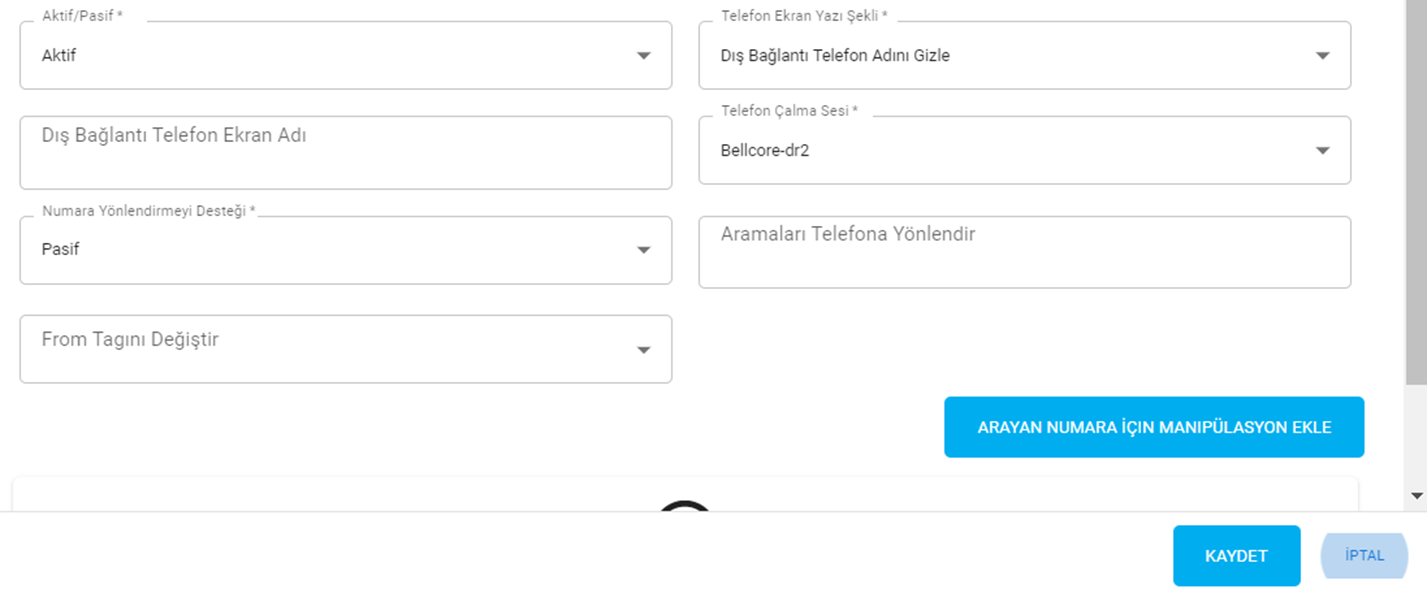 Aktif/Pasif *
Aktif
Telefon Ekran Yazı Şekli *
Dış Bağlantı Telefon Adını Gizle
Dış Bağlantı Telefon Ekran Adı
Telefon Çalma Sesi *
Bellcore-dr2
Numara Yönlendirmeyi Desteği *
Pasif
Aramaları Telefona Yönlendir
From Tagını Değiştir
ARAYAN NUMARA İÇIN MANIPÜLASYON EKLE
KAYDET
İPTAL